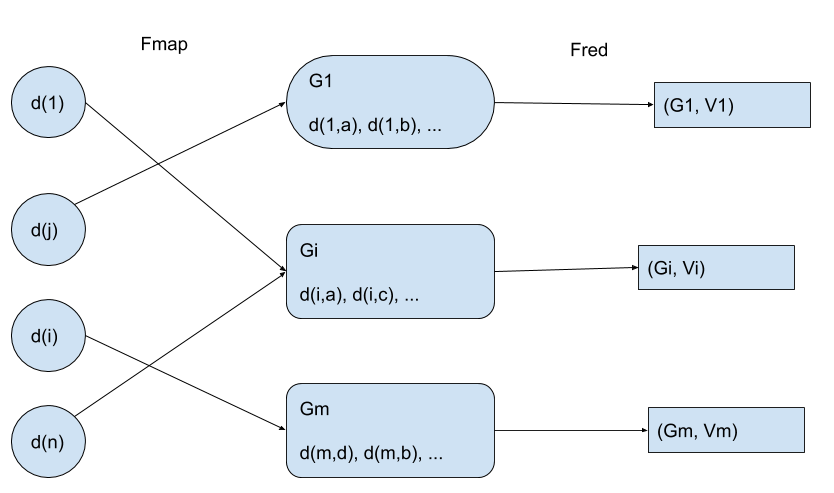 Fmap
Fred
d(1)
G1
d(1,a), d(1,b), ...
(G1, V1)
d(j)
Gi
d(i,a), d(i,c), ...
(Gi, Vi)
d(i)
d(n)
Gm
d(m,d), d(m,b), ...
(Gm, Vm)